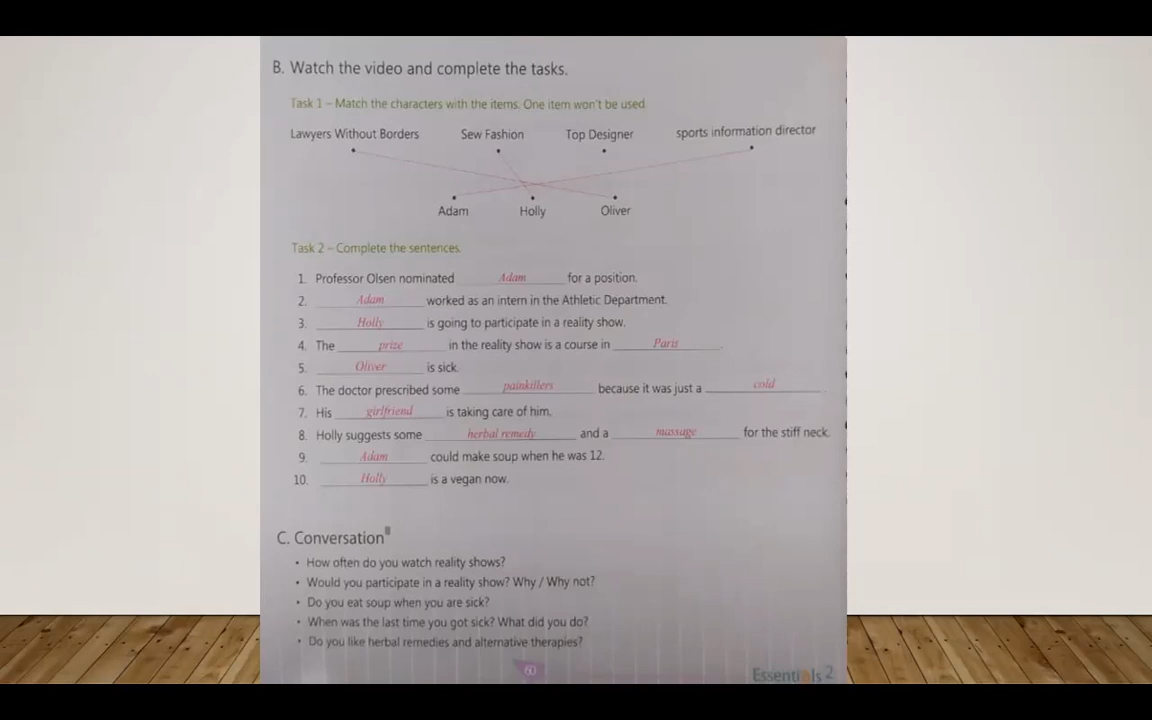 B. Watch the video and complete the tasks.
Task 1 – Match the characters with the items. One item won't be used
Lawyers Without Borders Sew Fashion Top Designer sports information director
Adam Holly Oliver
Task 2 – Complete the sentences.
1. Professor Olsen nominated Adam for a position.
2. Adam worked as an intern in the Athletic Department.
3. Holly is going to participate in a reality show.
4. The prize in the reality show is a course in Paris.
5. Oliver is sick.
6. The doctor prescribed some painkillers because it was just a cold.
7. His girlfriend is taking care of him.
8. Holly suggests some herbal remedy and a massage for the stiff neck.
9. Adam could make soup when he was 12.
10. Holly is a vegan now.
C. Conversation
• How often do you watch reality shows?
• Would you participate in a reality show? Why / Why not?
• Do you eat soup when you are sick?
• When was the last time you got sick? What did you do?
• Do you like herbal remedies and alternative therapies?
60
Essentials 2